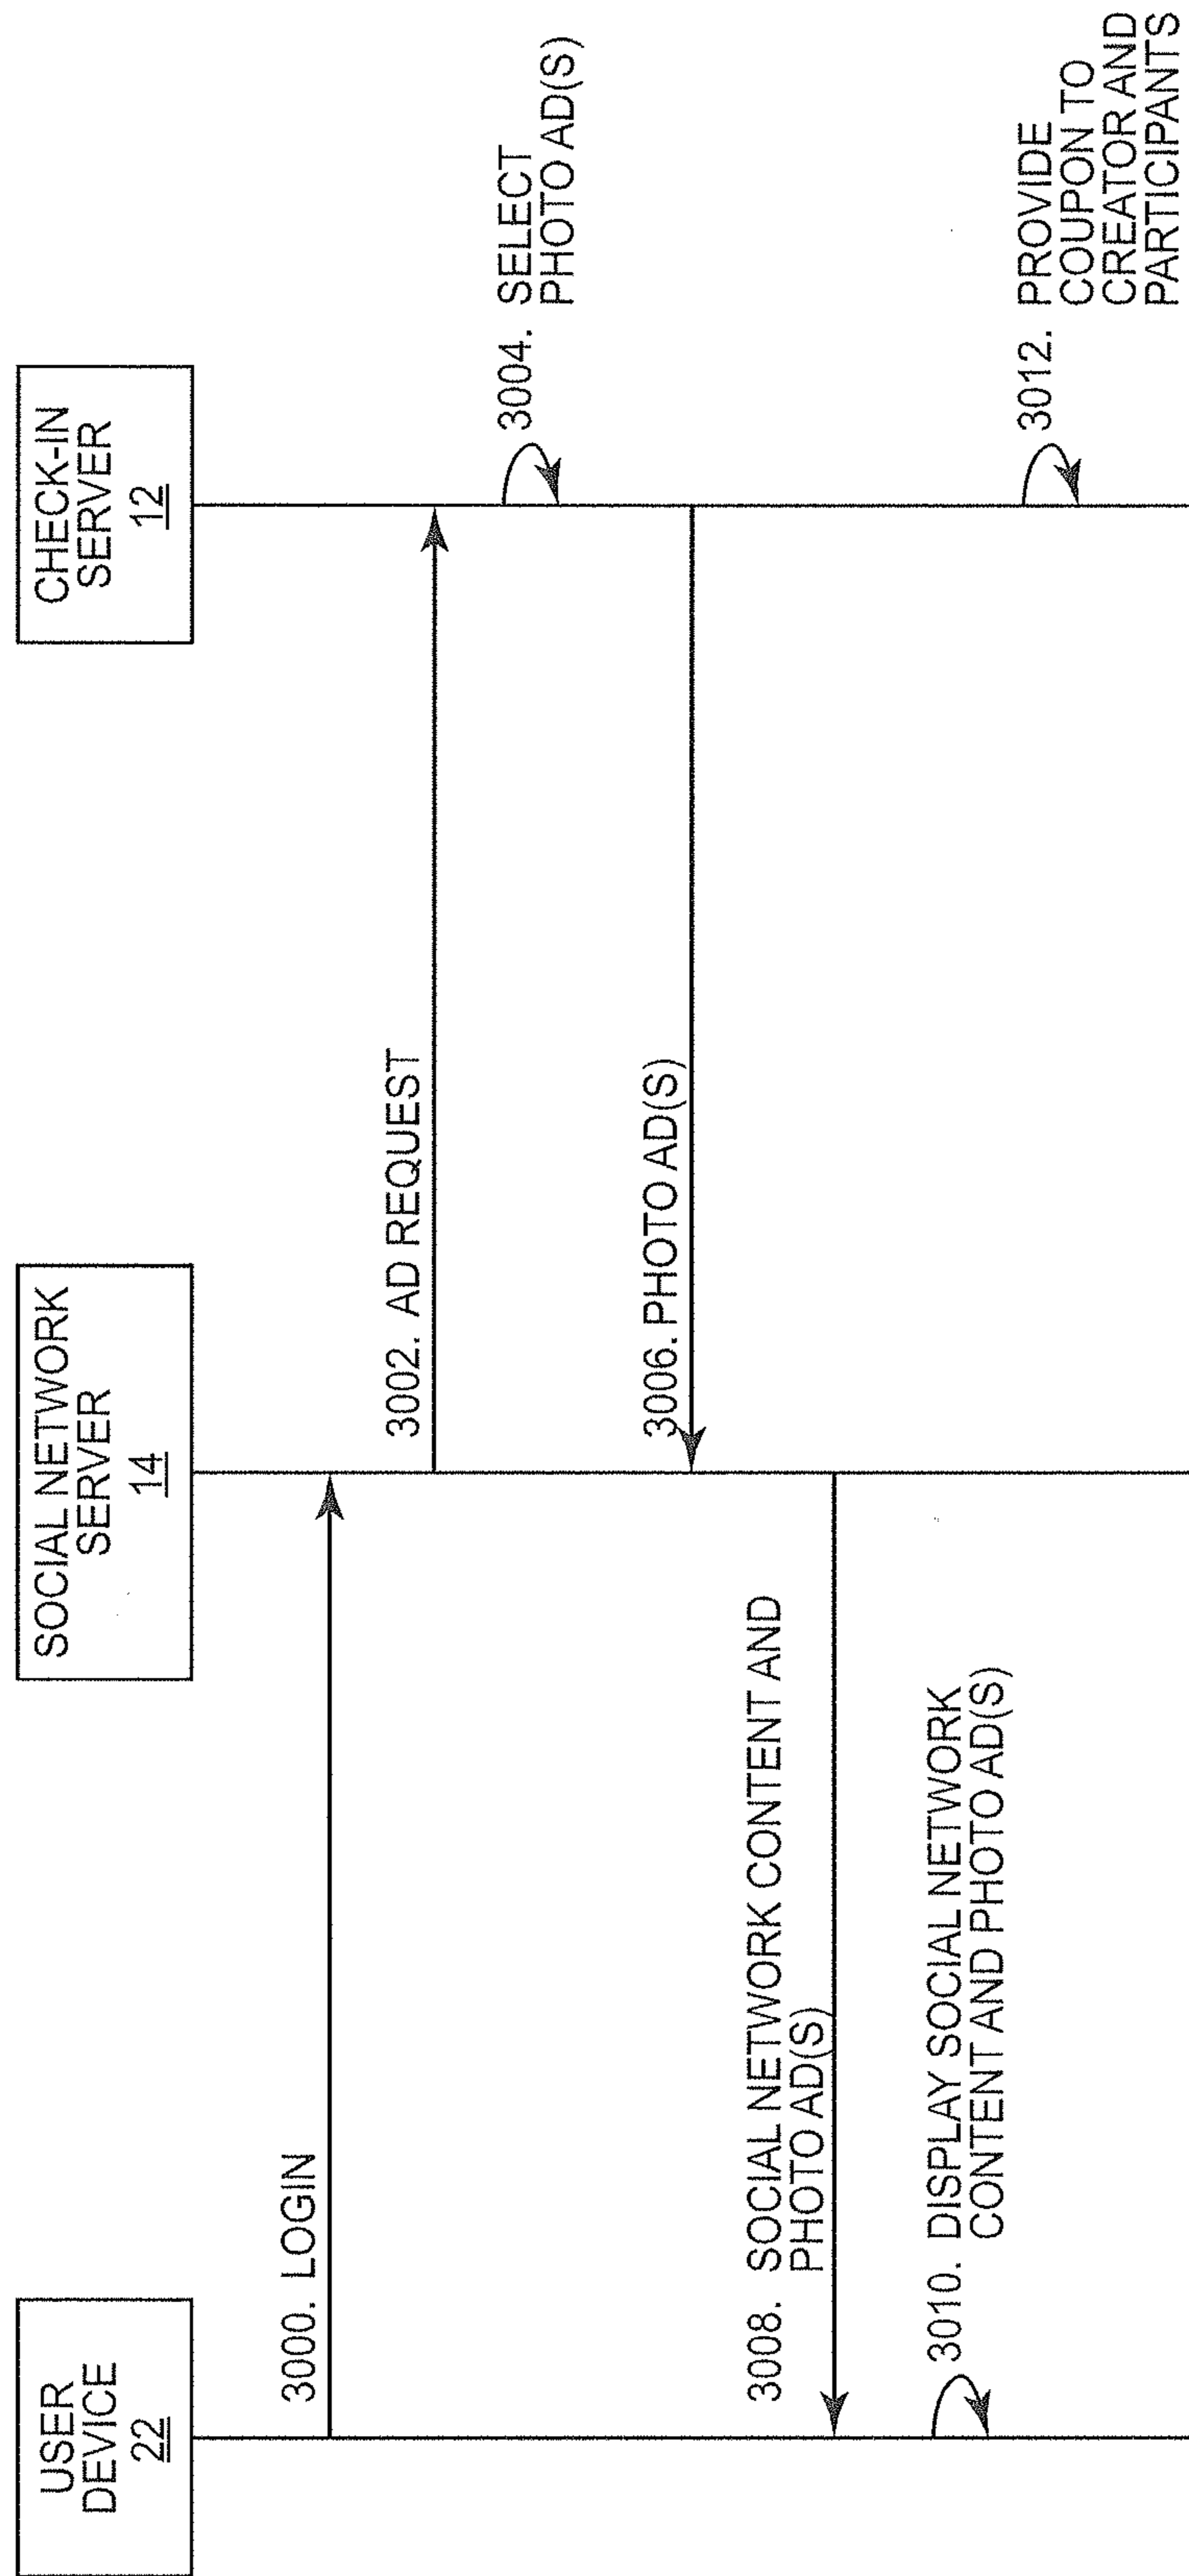 USER
DEVICE
22
SOCIAL NETWORK
SERVER
14
CHECK-IN
SERVER
12
3000. LOGIN
3002. AD REQUEST
3004. SELECT
PHOTO AD(S)
3006. PHOTO AD(S)
3008. SOCIAL NETWORK CONTENT AND
PHOTO AD(S)
3010. DISPLAY SOCIAL NETWORK
CONTENT AND PHOTO AD(S)
3012. PROVIDE
COUPON TO
CREATOR AND
PARTICIPANTS